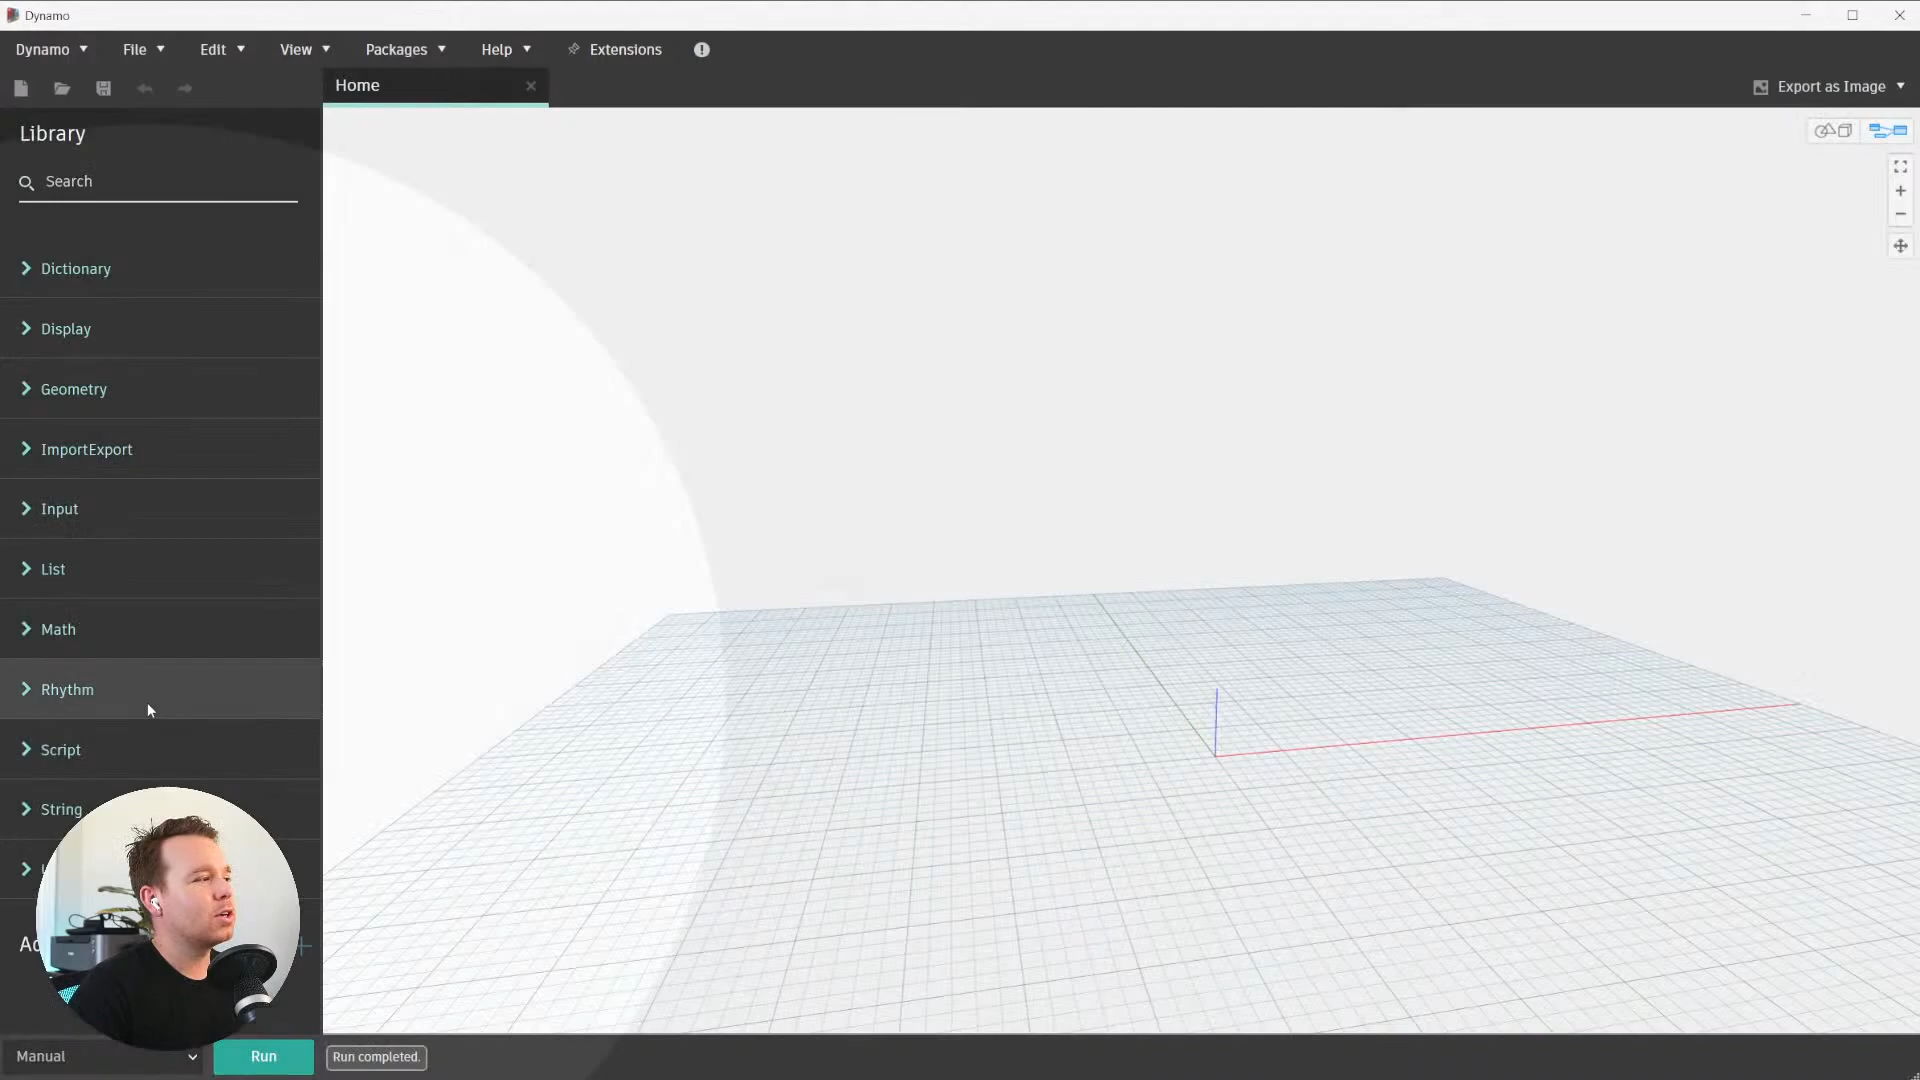 Dynamo
Dynamo File Edit View Packages Help Extensions
Home
Export as Image
Library
Search
Dictionary
Display
Geometry
ImportExport
Input
List
Math
Rhythm
Script
String
Manual
Run
Run completed.